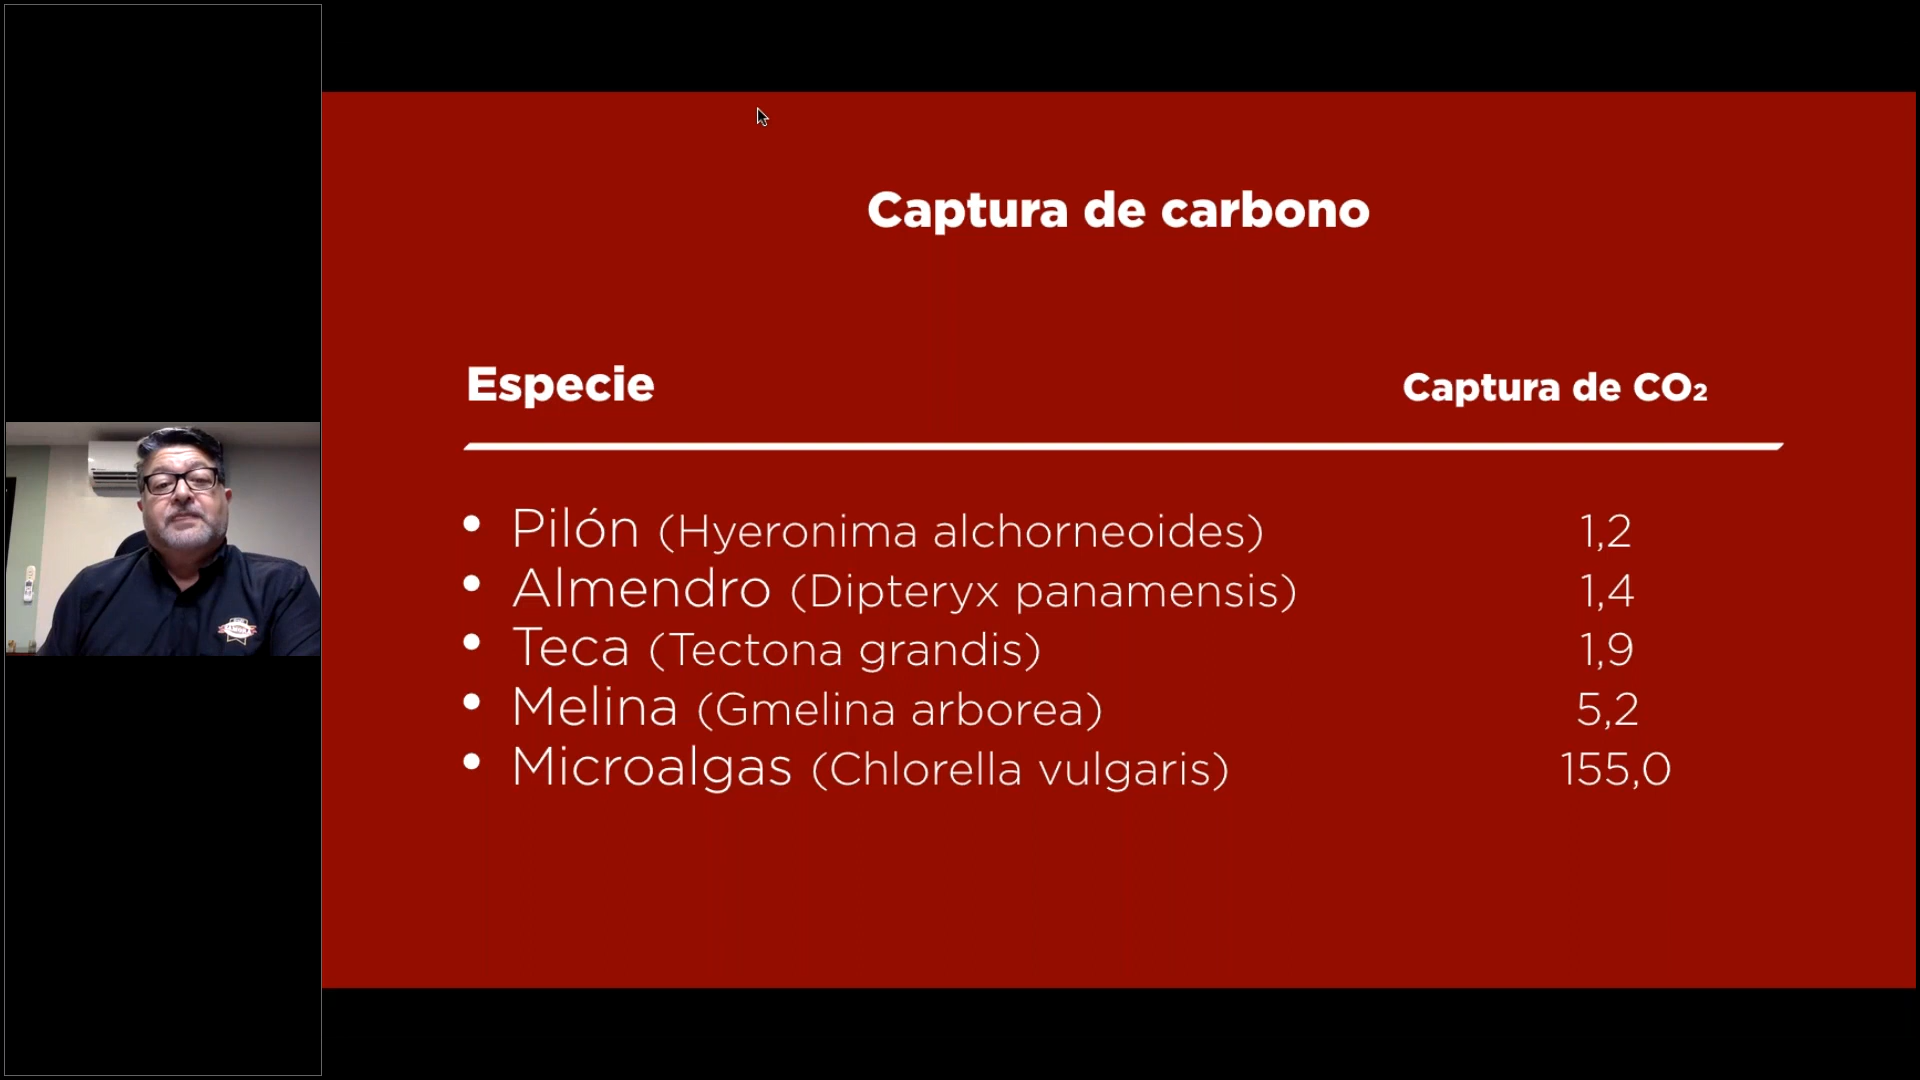 Captura de carbono
Especie Captura de CO₂
• Pilón (Hyeronima alchorneoides) 1,2
• Almendro (Dipteryx panamensis) 1,4
• Teca (Tectona grandis) 1,9
• Melina (Gmelina arborea) 5,2
• Microalgas (Chlorella vulgaris) 155,0